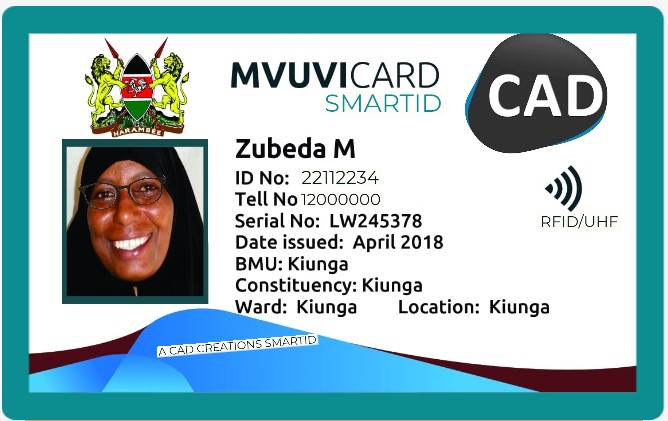 MVUVICARD
SMARTID
CAD
HARAMBEE
Zubeda M
ID No: 22112234
Tell No 12000000
Serial No: LW245378
Date issued: April 2018
BMU: Kiunga
Constituency: Kiunga
Ward: Kiunga Location: Kiunga
RFID/UHF
A CAD CREATIONS SMARTID